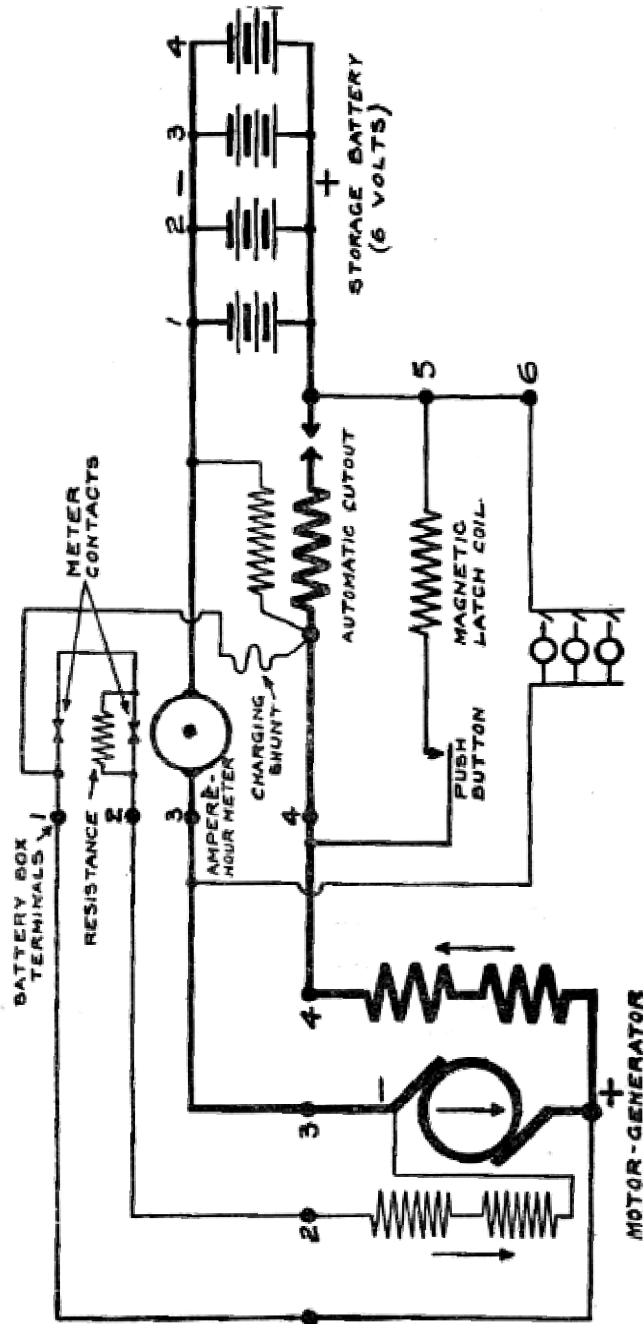 4
3
−
2
1
+
STORAGE BATTERY
(6 VOLTS)
METER
CONTACTS
AUTOMATIC CUTOUT
5
6
MAGNETIC
LATCH COIL
CHARGING
SHUNT
PUSH
BUTTON
BATTERY BOX
TERMINALS
1
RESISTANCE
2
3
AMPERE-
HOUR METER
4
4
3
−
2
+
MOTOR-GENERATOR